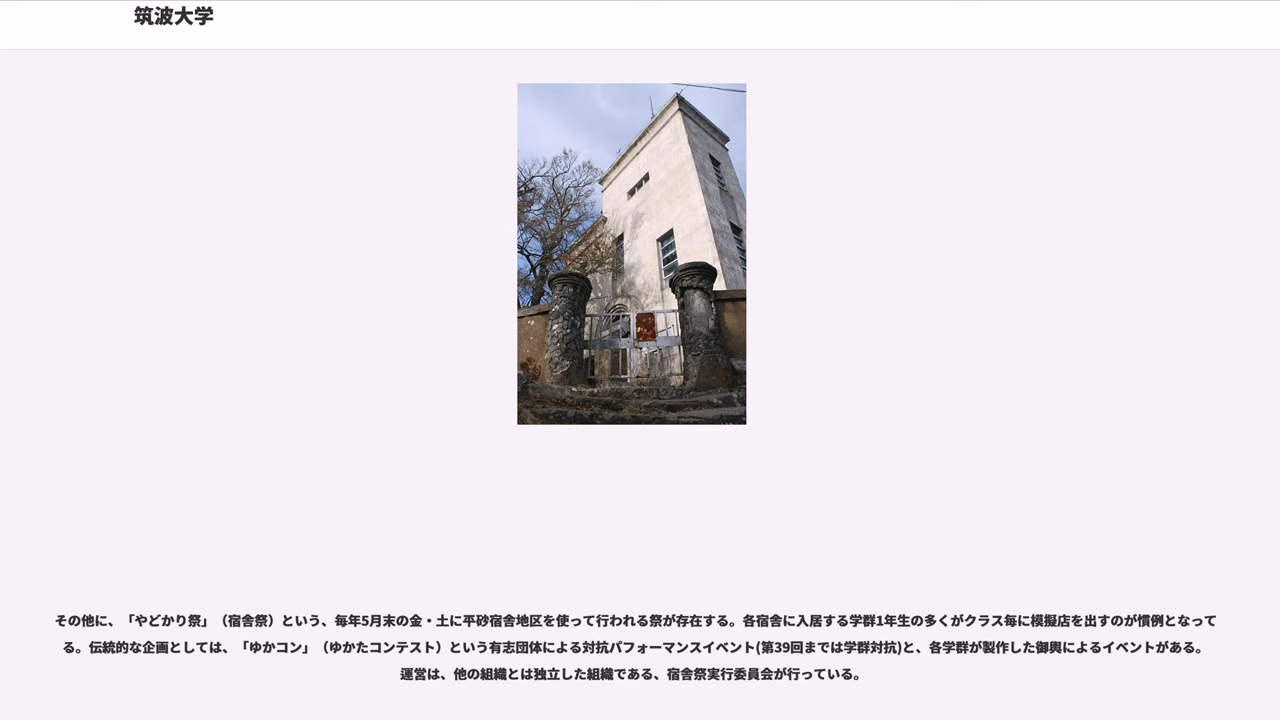 筑波大学
その他に、「やどかり祭」（宿舎祭）という、毎年5月末の金・土に平砂宿舎地区を使って行われる祭が存在する。各宿舎に入居する学群1年生の多くがクラス毎に模擬店を出すのが慣例となって
る。伝統的な企画としては、「ゆかコン」（ゆかたコンテスト）という有志団体による対抗パフォーマンスイベント(第39回までは学群対抗)と、各学群が製作した御輿によるイベントがある。
運営は、他の組織とは独立した組織である、宿舎祭実行委員会が行っている。